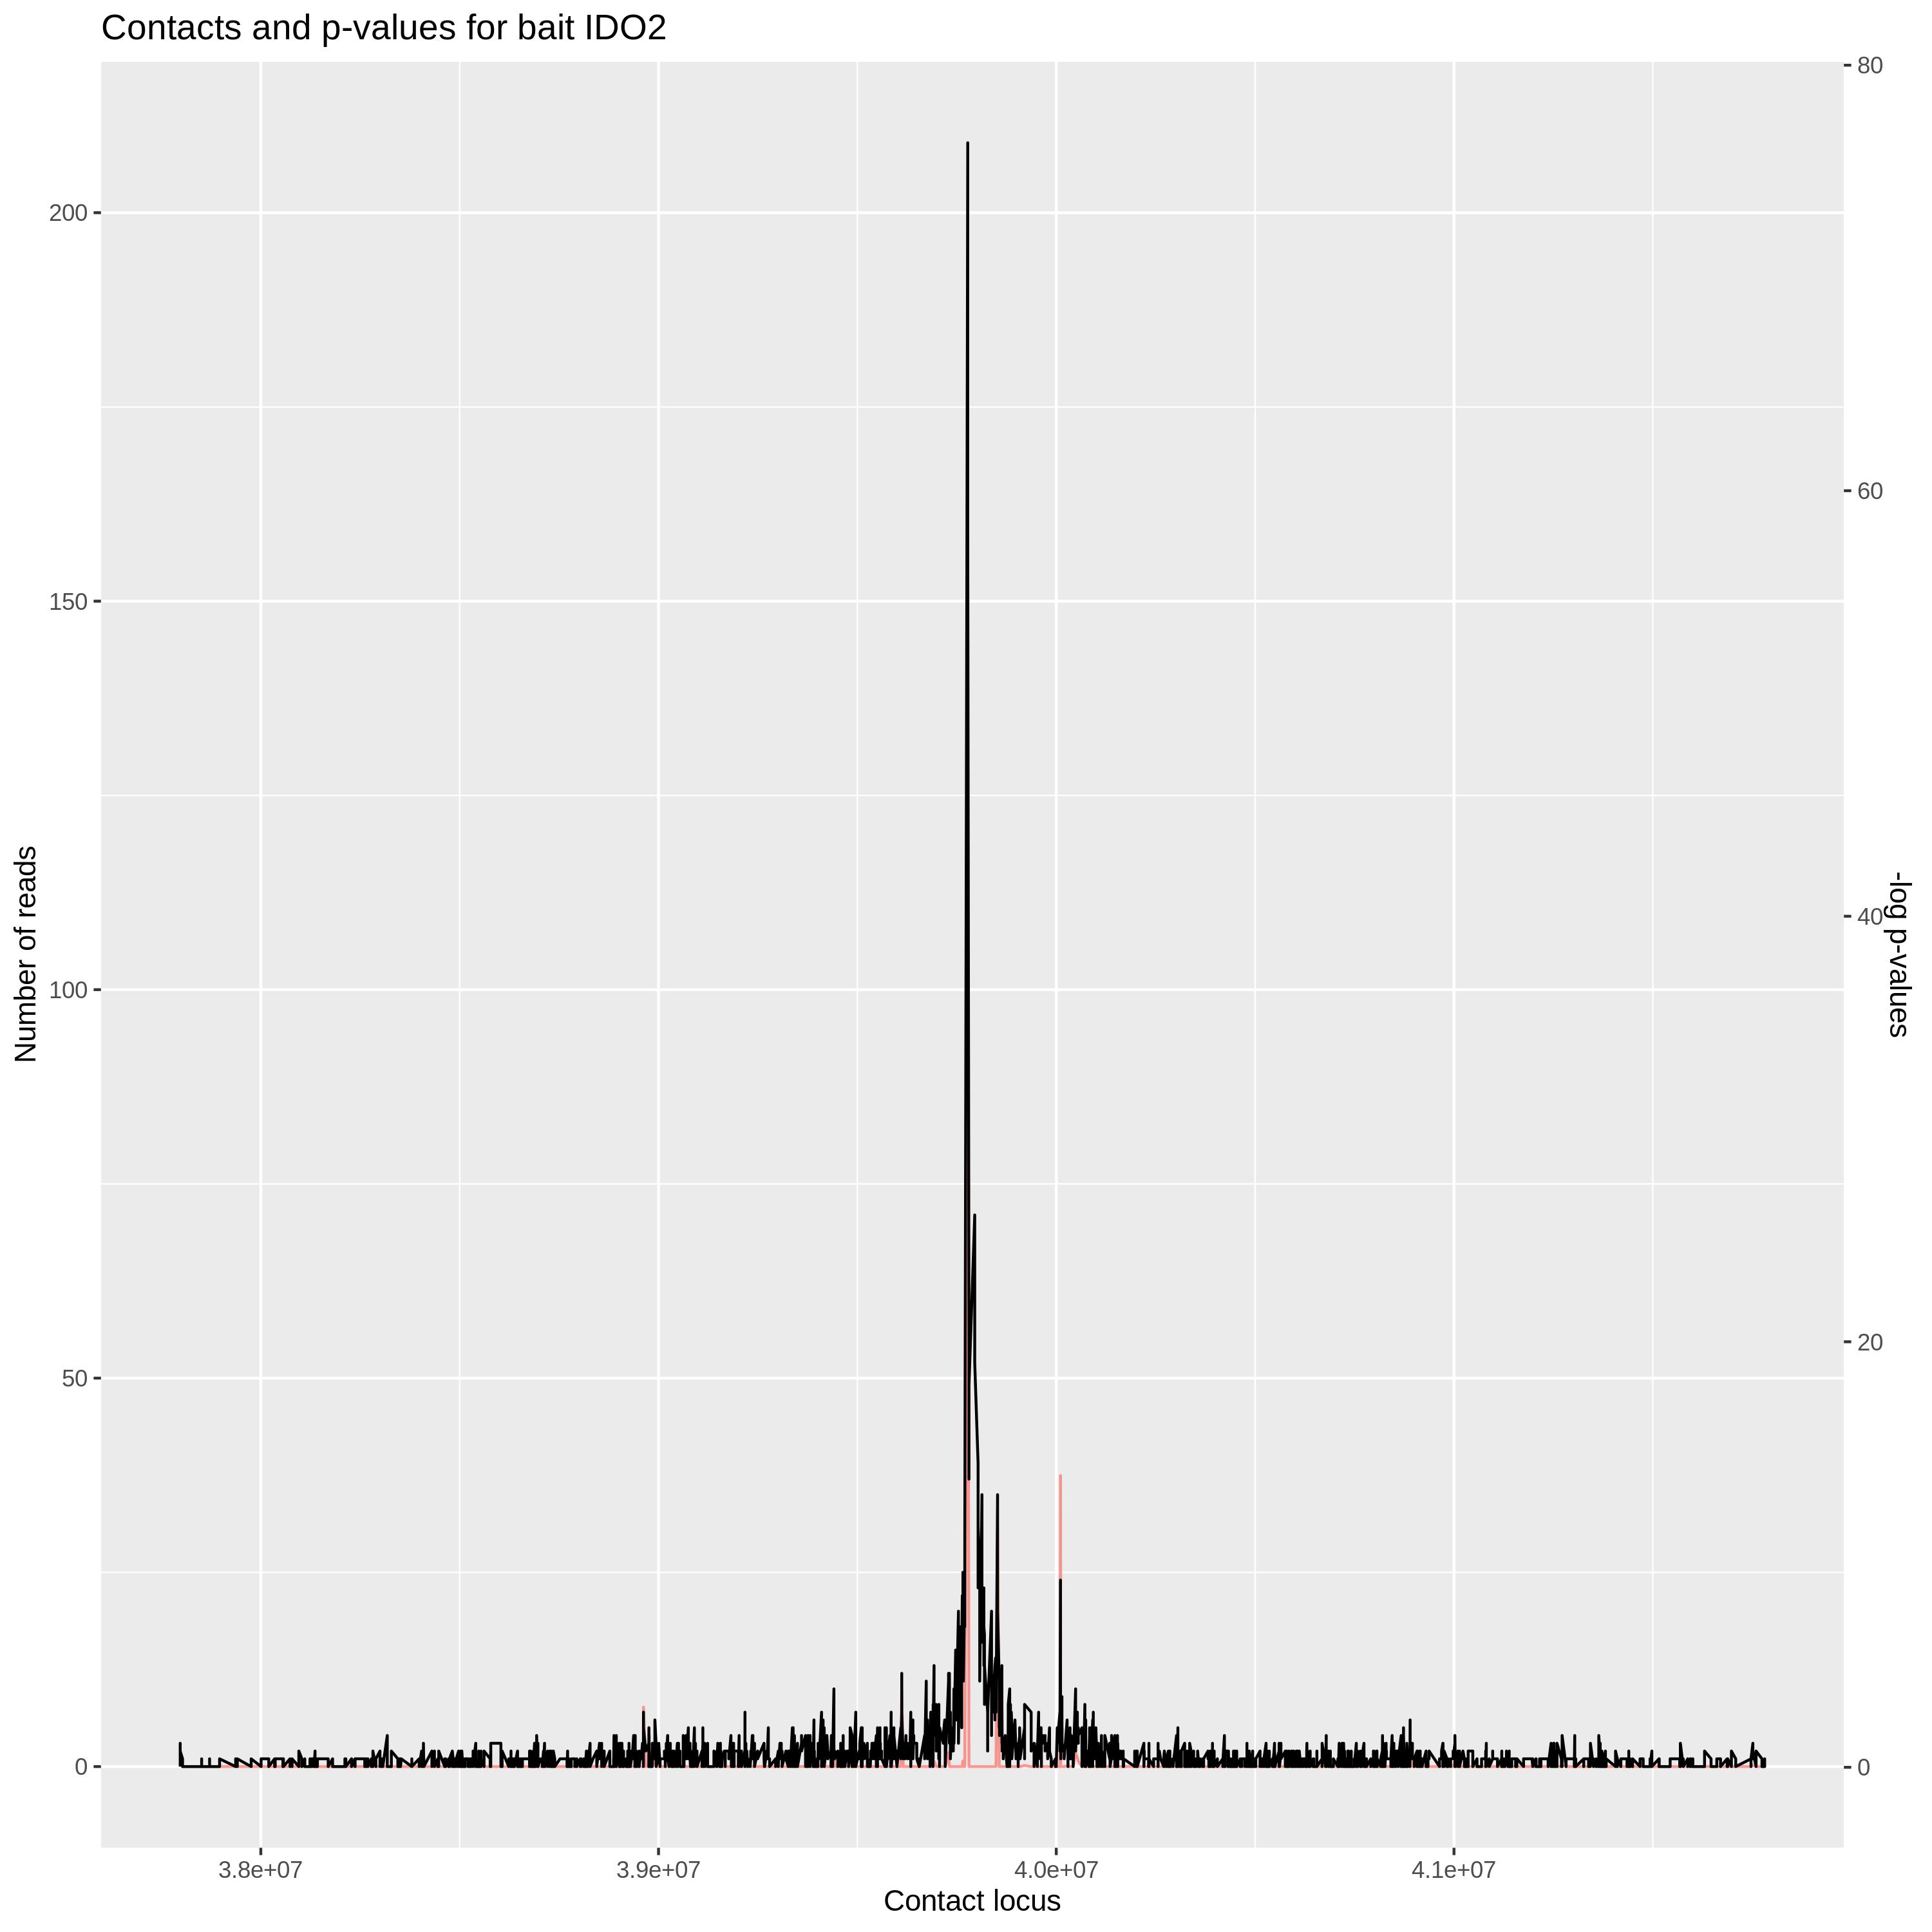 Contacts and p-values for bait IDO2
80
200
60
150
Number of reads
-log p-values
40
100
20
50
0
0
3.8e+07
3.9e+07
4.0e+07
4.1e+07
Contact locus